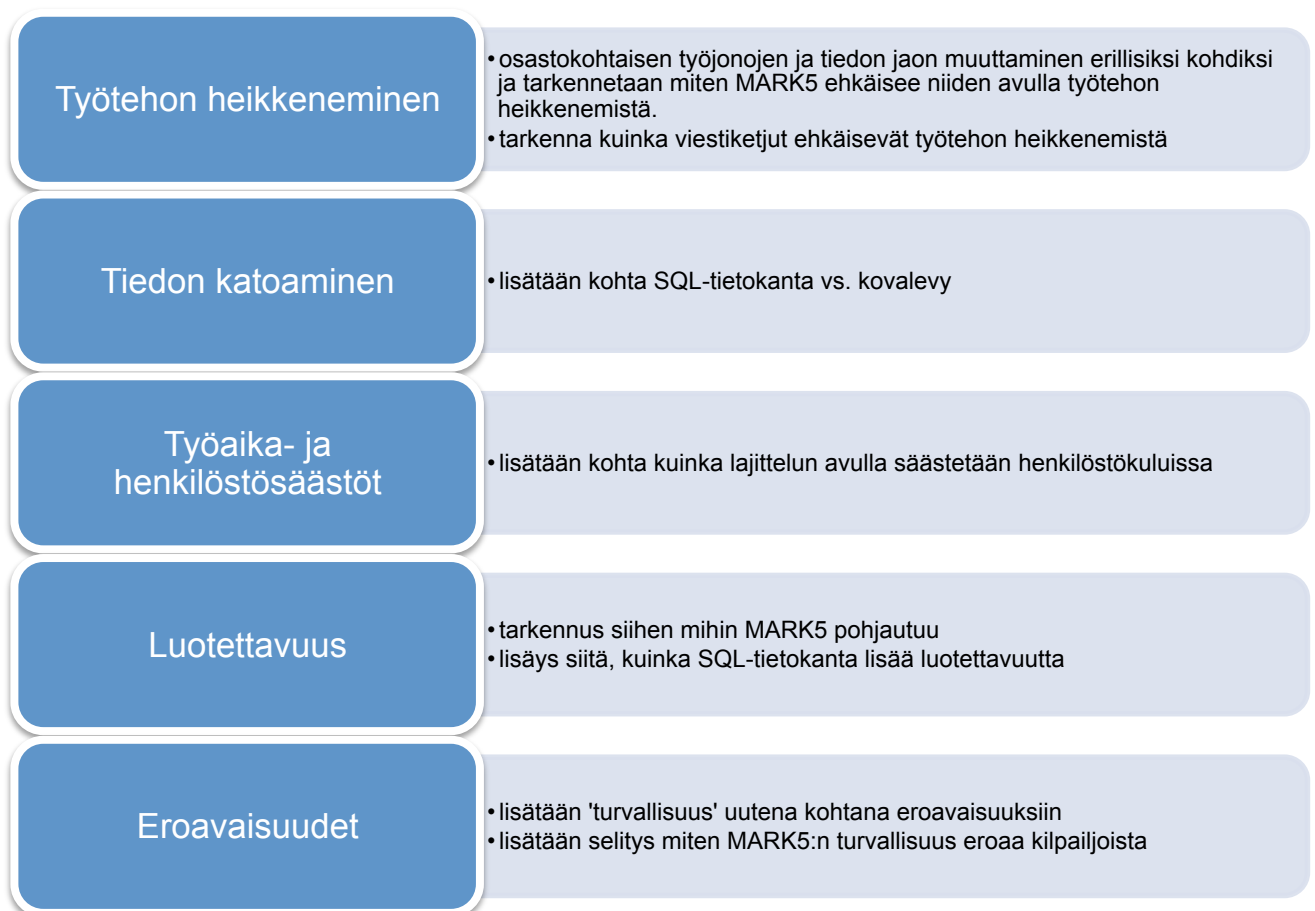 Työtehon heikkeneminen
•osastokohtaisen työjonojen ja tiedon jaon muuttaminen erillisiksi kohdiksi
ja tarkennetaan miten MARK5 ehkäisee niiden avulla työtehon
heikkenemistä.
•tarkenna kuinka viestiketjut ehkäisevät työtehon heikkenemistä
Tiedon katoaminen
•lisätään kohta SQL-tietokanta vs. kovalevy
Työaika- ja
henkilöstösäästöt
•lisätään kohta kuinka lajittelun avulla säästetään henkilöstökuluissa
Luotettavuus
•tarkennus siihen mihin MARK5 pohjautuu
•lisäys siitä, kuinka SQL-tietokanta lisää luotettavuutta
Eroavaisuudet
•lisätään 'turvallisuus' uutena kohtana eroavaisuuksiin
•lisätään selitys miten MARK5:n turvallisuus eroaa kilpailjoista